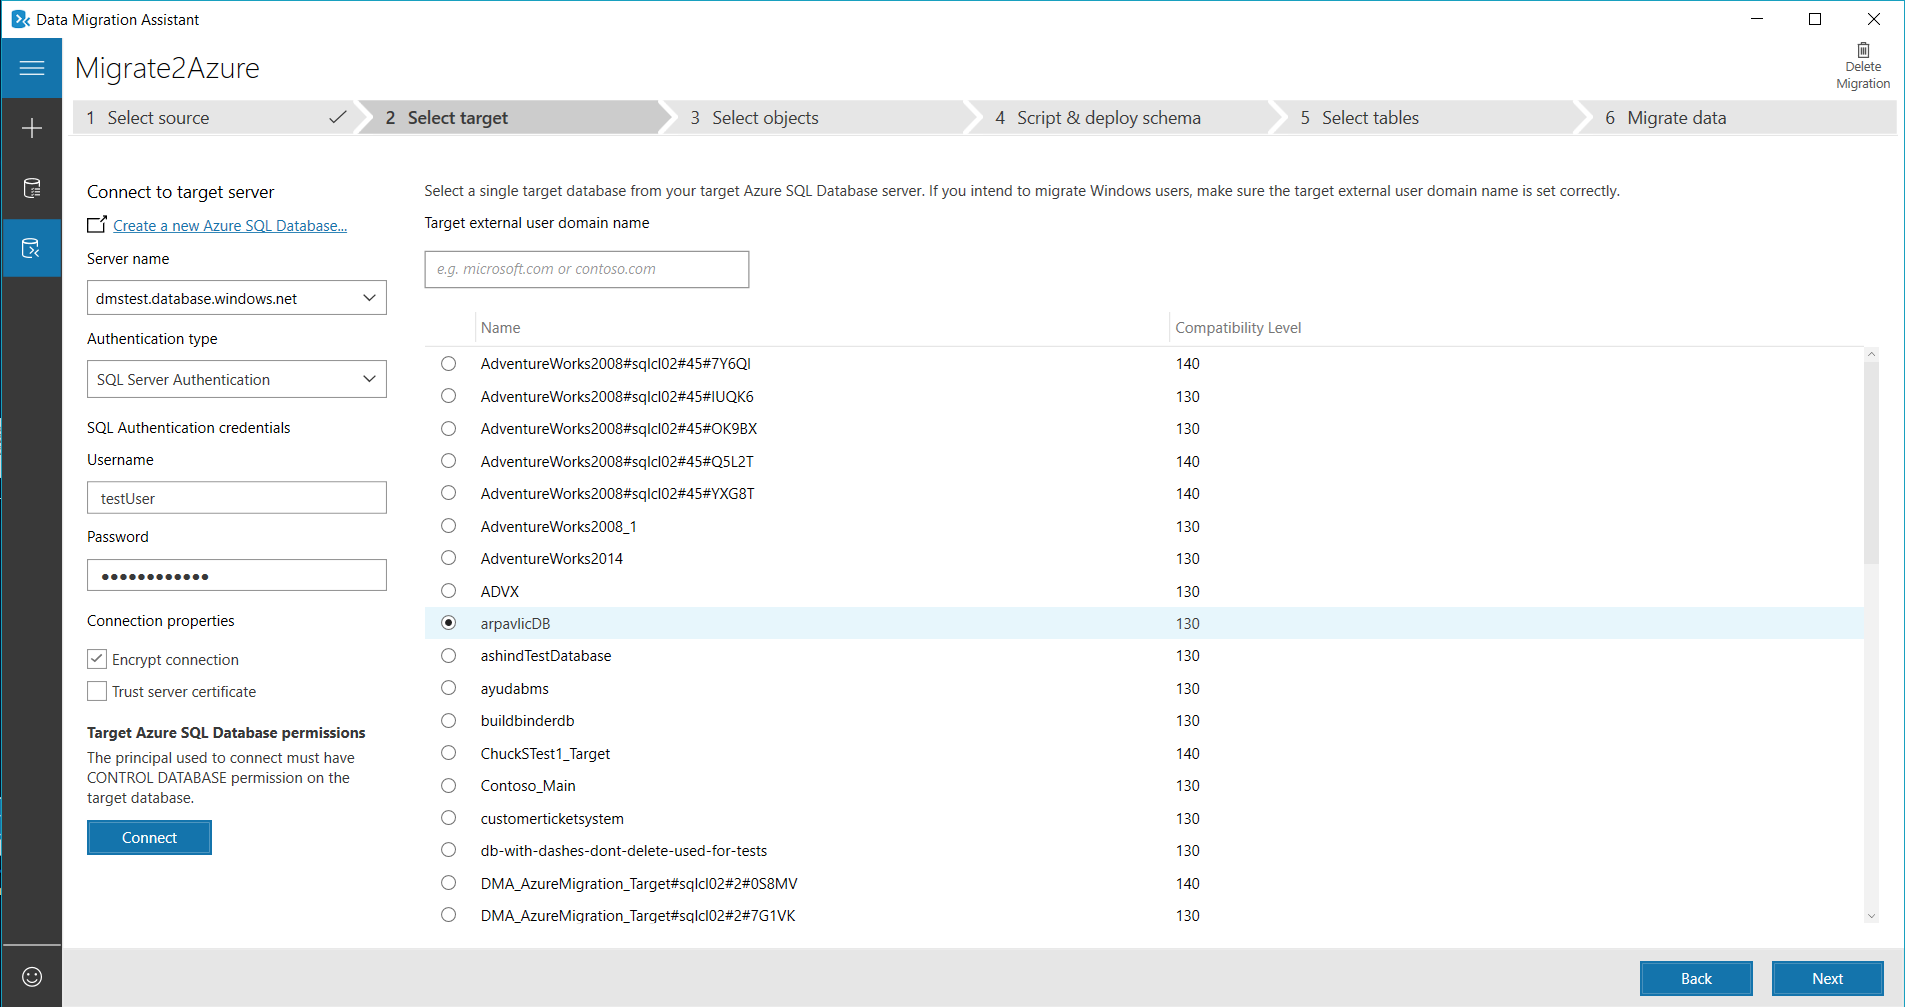 Data Migration Assistant
Migrate2Azure
Delete
Migration
1 Select source
2 Select target
3 Select objects
4 Script & deploy schema
5 Select tables
6 Migrate data
Connect to target server
Create a new Azure SQL Database...
Server name
dmstest.database.windows.net
Authentication type
SQL Server Authentication
SQL Authentication credentials
Username
testUser
Password
●●●●●●●●●●●●
Connection properties
Encrypt connection
Trust server certificate
Target Azure SQL Database permissions
The principal used to connect must have
CONTROL DATABASE permission on the
target database.
Connect
Select a single target database from your target Azure SQL Database server. If you intend to migrate Windows users, make sure the target external user domain name is set correctly.
Target external user domain name
e.g. microsoft.com or contoso.com
Name Compatibility Level
AdventureWorks2008#sqlcl02#45#7Y6QI 140
AdventureWorks2008#sqlcl02#45#IUQK6 130
AdventureWorks2008#sqlcl02#45#OK9BX 130
AdventureWorks2008#sqlcl02#45#Q5L2T 140
AdventureWorks2008#sqlcl02#45#YXG8T 140
AdventureWorks2008_1 130
AdventureWorks2014 130
ADVX 130
arpavlicDB 130
ashindTestDatabase 130
ayudabms 130
buildbinderdb 130
ChuckSTest1_Target 140
Contoso_Main 130
customerticketsystem 130
db-with-dashes-dont-delete-used-for-tests 130
DMA_AzureMigration_Target#sqlcl02#2#0S8MV 140
DMA_AzureMigration_Target#sqlcl02#2#7G1VK 130
Back
Next